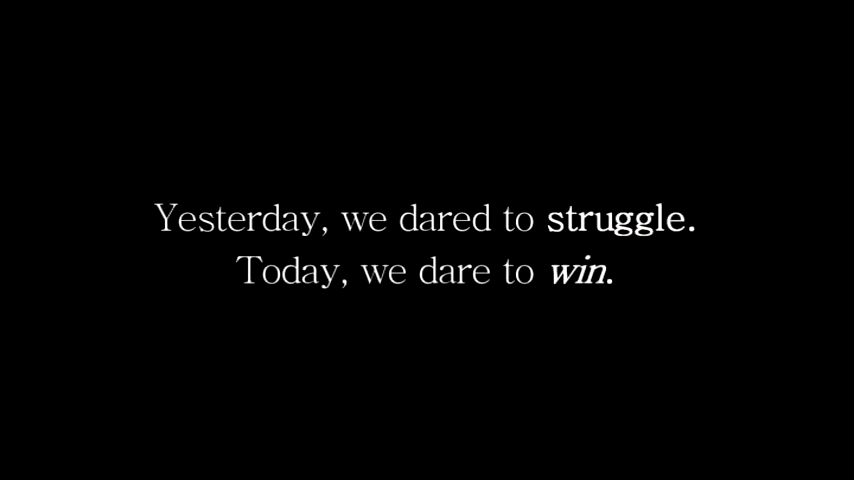 Yesterday, we dared to struggle.
Today, we dare to win.